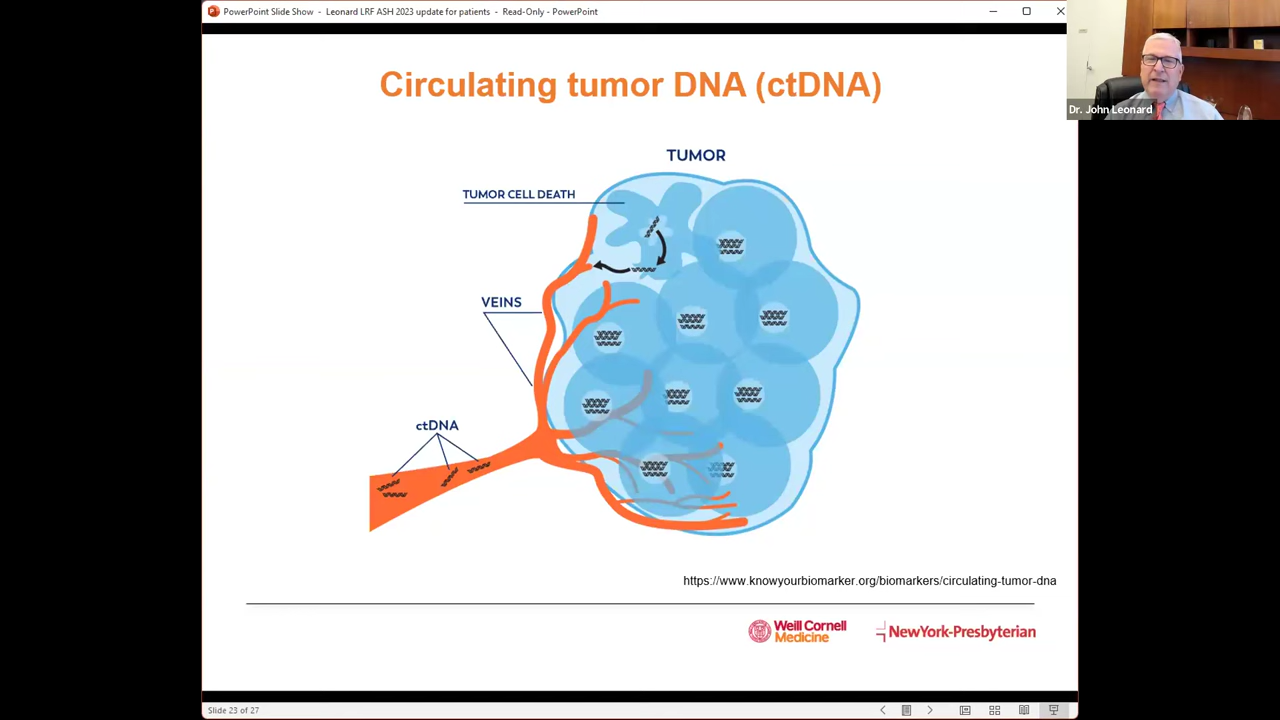 PowerPoint Slide Show - Leonard LRF ASH 2023 update for patients - Read-Only - PowerPoint
Dr. John Leonard
Circulating tumor DNA (ctDNA)
TUMOR
TUMOR CELL DEATH
VEINS
ctDNA
https://www.knowyourbiomarker.org/biomarkers/circulating-tumor-dna
Weill Cornell
Medicine
NewYork-Presbyterian
Slide 23 of 27